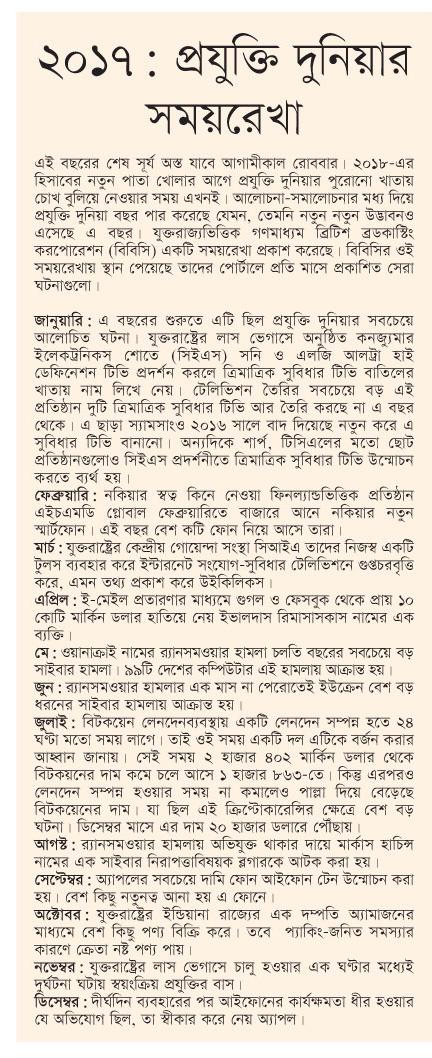 ২০১৭ : প্রযুক্তি দুনিয়ার
সময়রেখা
এই বছরের শেষ সূর্য অস্ত যাবে আগামীকাল রোববার। ২০১৮-এর
হিসাবের নতুন পাতা খোলার আগে প্রযুক্তি দুনিয়ার পুরোনো খাতায়
চোখ বুলিয়ে নেওয়ার সময় এখনই। আলোচনা-সমালোচনার মধ্য দিয়ে
প্রযুক্তি দুনিয়া বছর পার করেছে যেমন, তেমনি নতুন নতুন উদ্ভাবনও
এসেছে এ বছর। যুক্তরাজ্যভিত্তিক গণমাধ্যম ব্রিটিশ ব্রডকাস্টিং
করপোরেশন (বিবিসি) একটি সময়রেখা প্রকাশ করেছে। বিবিসির ওই
সময়রেখায় স্থান পেয়েছে তাদের পোর্টালে প্রতি মাসে প্রকাশিত সেরা
ঘটনাগুলো।
জানুয়ারি : এ বছরের শুরুতে এটি ছিল প্রযুক্তি দুনিয়ার সবচেয়ে
আলোচিত ঘটনা। যুক্তরাষ্ট্রের লাস ভেগাসে অনুষ্ঠিত কনজ্যুমার
ইলেকট্রনিকস শোতে (সিইএস) সনি ও এলজি আলট্রা হাই
ডেফিনেশন টিভি প্রদর্শন করলে ত্রিমাত্রিক সুবিধার টিভি বাতিলের
খাতায় নাম লিখে নেয়। টেলিভিশন তৈরির সবচেয়ে বড় এই
প্রতিষ্ঠান দুটি ত্রিমাত্রিক সুবিধার টিভি আর তৈরি করছে না এ বছর
থেকে। এ ছাড়া স্যামসাংও ২০১৬ সালে বাদ দিয়েছে নতুন করে এ
সুবিধার টিভি বানানো। অন্যদিকে শার্প, টিসিএলের মতো ছোট
প্রতিষ্ঠানগুলোও সিইএস প্রদর্শনীতে ত্রিমাত্রিক সুবিধার টিভি উন্মোচন
করতে ব্যর্থ হয়।
ফেব্রুয়ারি : নকিয়ার স্বত্ব কিনে নেওয়া ফিনল্যান্ডভিত্তিক প্রতিষ্ঠান
এইচএমডি গ্লোবাল ফেব্রুয়ারিতে বাজারে আনে নকিয়ার নতুন
স্মার্টফোন। এই বছর বেশ কটি ফোন নিয়ে আসে তারা।
মার্চ : যুক্তরাষ্ট্রের কেন্দ্রীয় গোয়েন্দা সংস্থা সিআইএ তাদের নিজস্ব একটি
টুলস ব্যবহার করে ইন্টারনেট সংযোগ-সুবিধার টেলিভিশনে গুপ্তচরবৃত্তি
করে, এমন তথ্য প্রকাশ করে উইকিলিকস।
এপ্রিল : ই-মেইল প্রতারণার মাধ্যমে গুগল ও ফেসবুক থেকে প্রায় ১০
কোটি মার্কিন ডলার হাতিয়ে নেয় ইভালদাস রিমাসাসকাস নামের এক
ব্যক্তি।
মে : ওয়ানাক্রাই নামের র‍্যানসমওয়ার হামলা চলতি বছরের সবচেয়ে বড়
সাইবার হামলা। ৯৯টি দেশের কম্পিউটার এই হামলায় আক্রান্ত হয়।
জুন : র‍্যানসমওয়ার হামলার এক মাস না পেরোতেই ইউক্রেন বেশ বড়
ধরনের সাইবার হামলায় আক্রান্ত হয়।
জুলাই : বিটকয়েন লেনদেনব্যবস্থায় একটি লেনদেন সম্পন্ন হতে ২৪
ঘণ্টা মতো সময় লাগে। তাই ওই সময় একটি দল এটিকে বর্জন করার
আহ্বান জানায়। সেই সময় ২ হাজার ৪০২ মার্কিন ডলার থেকে
বিটকয়নের দাম কমে চলে আসে ১ হাজার ৮৬৩-তে। কিন্তু এরপরও
লেনদেন সম্পন্ন হওয়ার সময় না কমালেও পাল্লা দিয়ে বেড়েছে
বিটকয়েনের দাম। যা ছিল এই ক্রিপ্টোকারেন্সির ক্ষেত্রে বেশ বড়
ঘটনা। ডিসেম্বর মাসে এর দাম ২০ হাজার ডলারে পৌঁছায়।
আগস্ট : র‍্যানসমওয়ার হামলায় অভিযুক্ত থাকার দায়ে মার্কাস হাচিন্স
নামের এক সাইবার নিরাপত্তাবিষয়ক ব্লগারকে আটক করা হয়।
সেপ্টেম্বর : অ্যাপলের সবচেয়ে দামি ফোন আইফোন টেন উন্মোচন করা
হয়। বেশ কিছু নতুনত্ব আনা হয় এ ফোনে।
অক্টোবর : যুক্তরাষ্ট্রের ইন্ডিয়ানা রাজ্যের এক দম্পতি অ্যামাজনের
মাধ্যমে বেশ কিছু পণ্য বিক্রি করে। তবে প্যাকিং-জনিত সমস্যার
কারণে ক্রেতা নষ্ট পণ্য পায়।
নভেম্বর : যুক্তরাষ্ট্রের লাস ভেগাসে চালু হওয়ার এক ঘণ্টার মধ্যেই
দুর্ঘটনা ঘটায় স্বয়ংক্রিয় প্রযুক্তির বাস।
ডিসেম্বর : দীর্ঘদিন ব্যবহারের পর আইফোনের কার্যক্ষমতা ধীর হওয়ার
যে অভিযোগ ছিল, তা স্বীকার করে নেয় অ্যাপল।